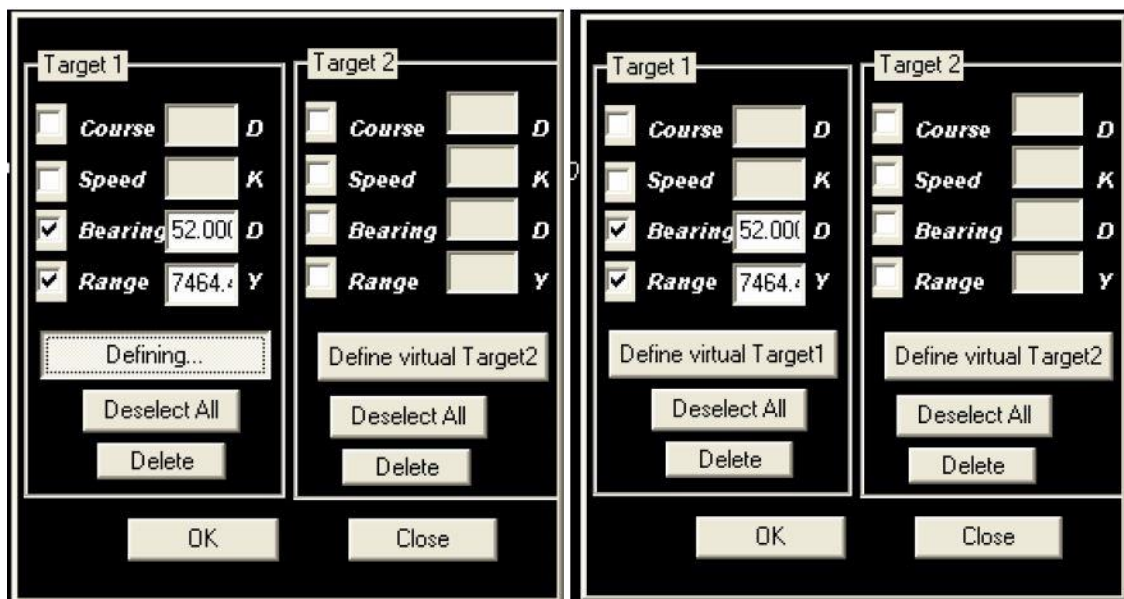 Target 1
Course D
Speed K
Bearing 52.00( D
Range 7464.4 Y
Defining...
Deselect All
Delete
Target 2
Course D
Speed K
Bearing D
Range Y
Define virtual Target2
Deselect All
Delete
OK Close
Target 1
Course D
Speed K
Bearing 52.00( D
Range 7464.4 Y
Define virtual Target1
Deselect All
Delete
Target 2
Course D
Speed K
Bearing D
Range Y
Define virtual Target2
Deselect All
Delete
OK Close